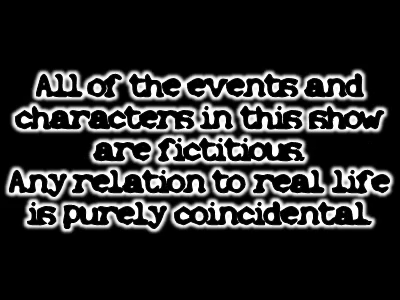 All of the events and
characters in this show
are fictitious.
Any relation to real life
is purely coincidental.